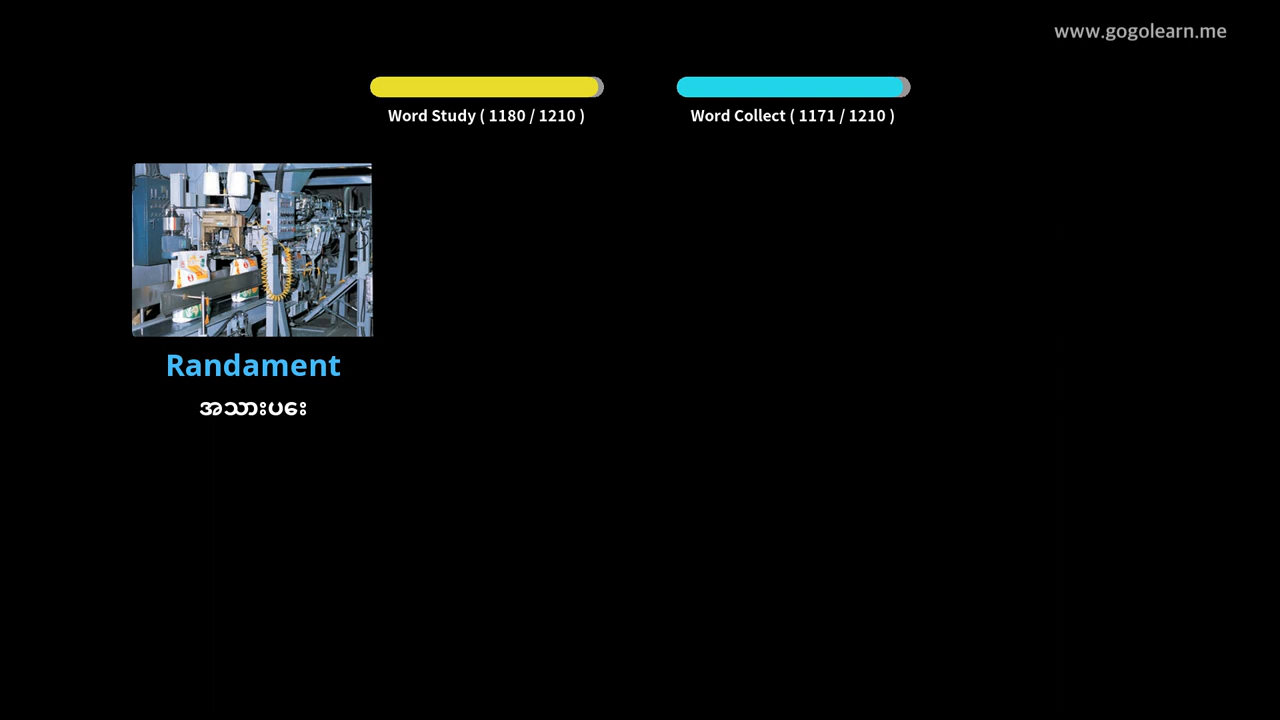 www.gogolearn.me
Word Study ( 1180 / 1210 )
Word Collect ( 1171 / 1210 )
Randament
အသားပေး